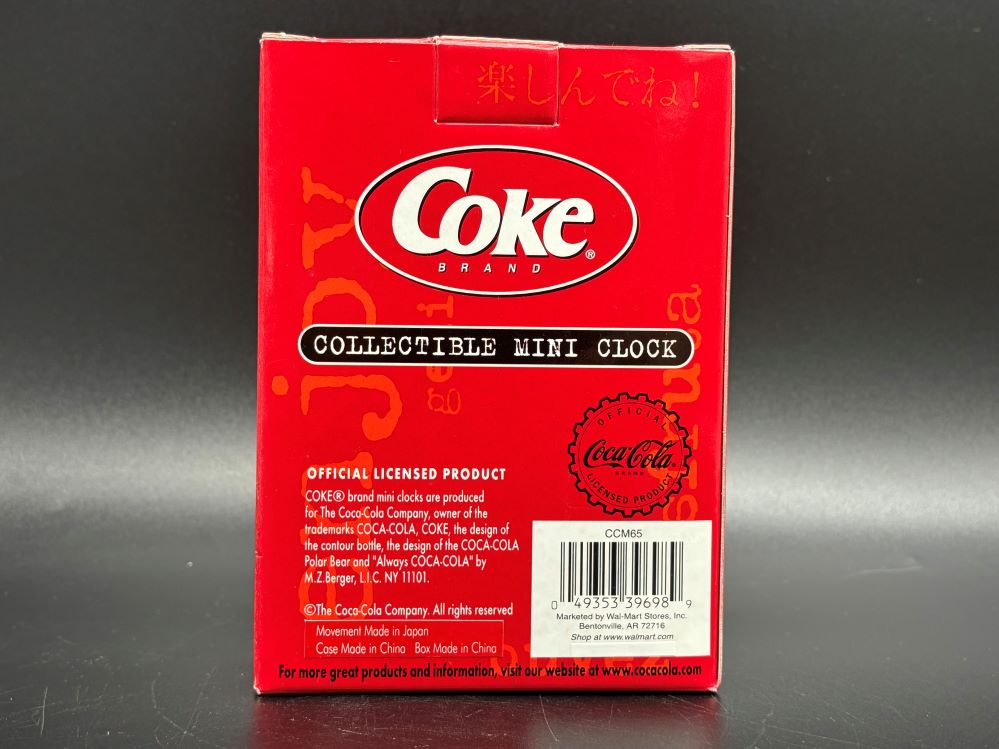 楽しんでね!
Coke®
BRAND
enjoy
COLLECTIBLE MINI CLOCK
OFFICIAL
Coca-Cola®
BRAND
LICENSED PRODUCT
OFFICIAL LICENSED PRODUCT
COKE® brand mini clocks are produced
for The Coca-Cola Company, owner of the
trademarks COCA-COLA, COKE, the design of
the contour bottle, the design of the COCA-COLA
Polar Bear and "Always COCA-COLA" by
M.Z.Berger, L.I.C. NY 11101.
©The Coca-Cola Company. All rights reserved
Movement Made in Japan
Case Made in China Box Made in China
CCM65
0 49353 39698 9
Marketed by Wal-Mart Stores, Inc.
Bentonville, AR 72716
Shop at www.walmart.com
For more great products and information, visit our website at www.cocacola.com